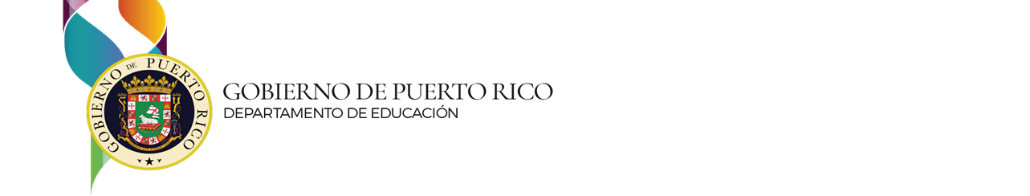 GOBIERNO DE PUERTO RICO
GOBIERNO DE PUERTO RICO
DEPARTAMENTO DE EDUCACIÓN